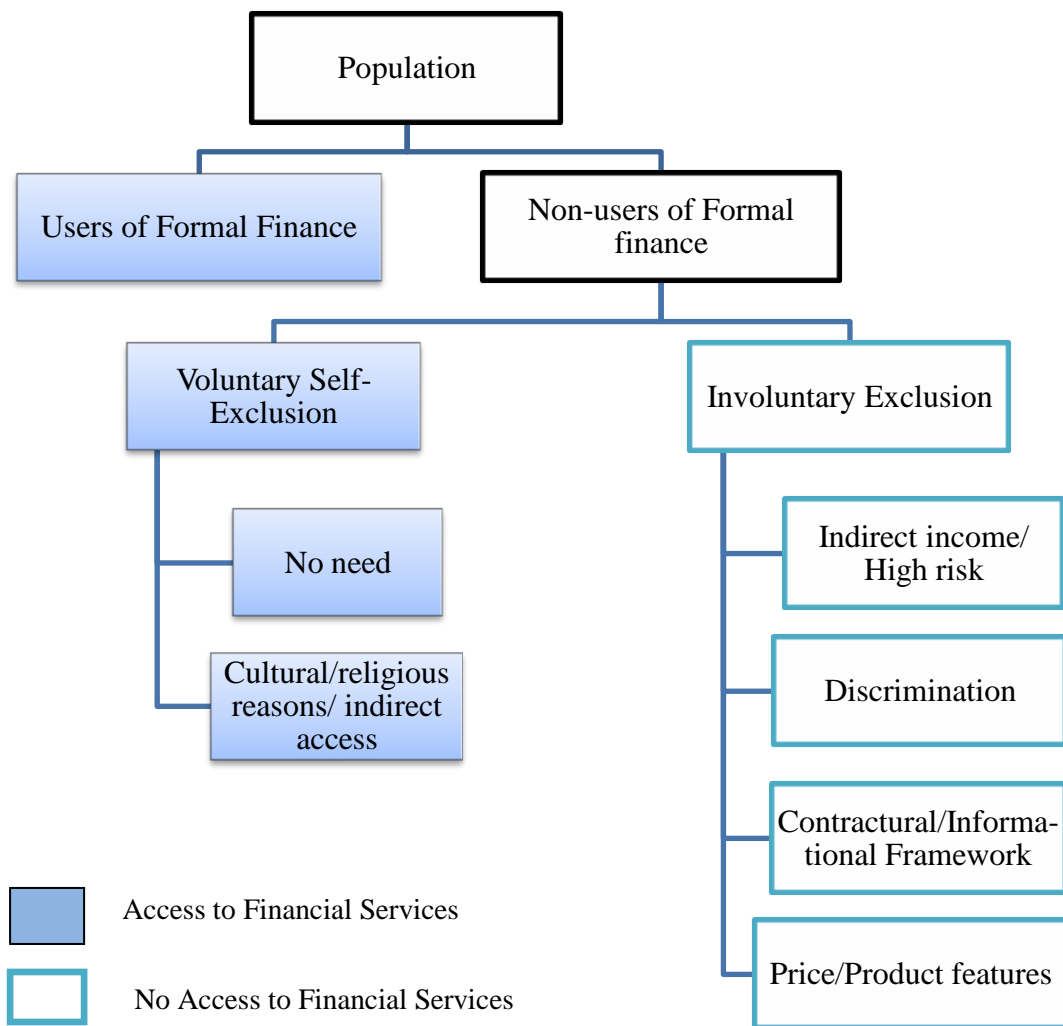 Population
Users of Formal Finance
Non-users of Formal
finance
Voluntary Self-
Exclusion
Involuntary Exclusion
No need
Cultural/religious
reasons/ indirect
access
Indirect income/
High risk
Discrimination
Contractural/Informa-
tional Framework
Price/Product features
Access to Financial Services
No Access to Financial Services